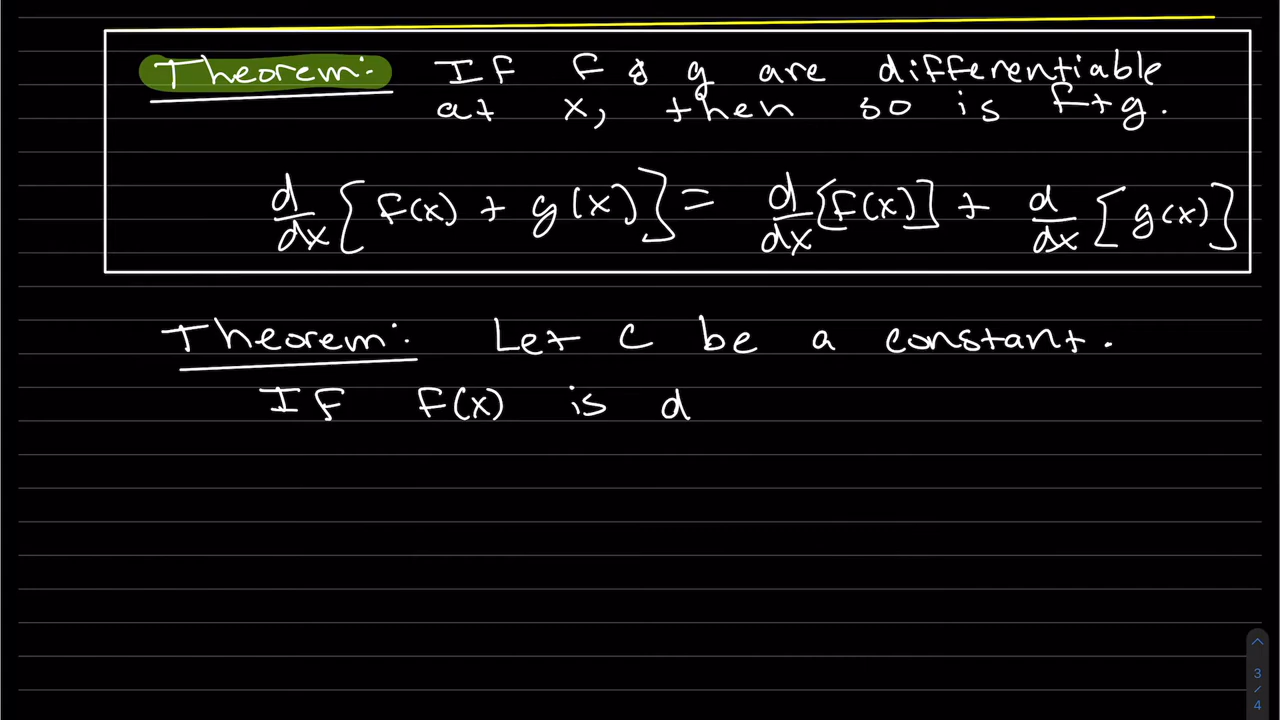 Theorem: If f & g are differentiable
at x, then so is f+g.
d/dx [f(x) + g(x)] = d/dx [f(x)] + d/dx [g(x)]
Theorem: Let c be a constant.
If f(x) is d
3
/
4